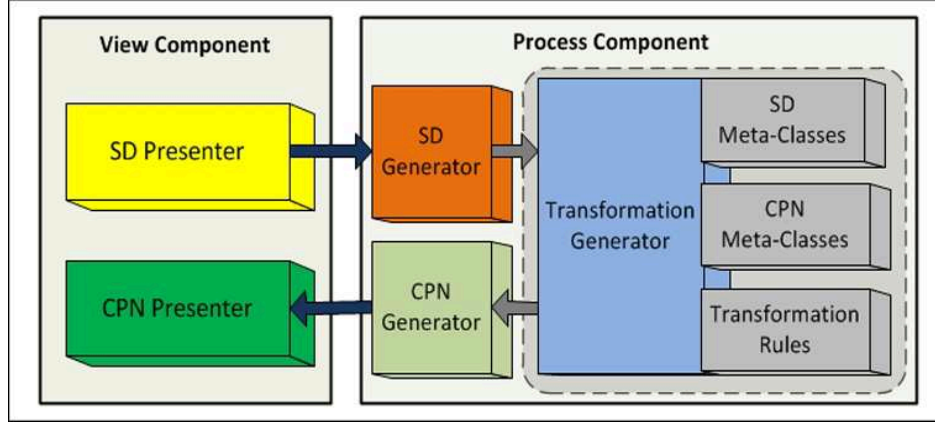 View Component
Process Component
SD Presenter
SD
Generator
Transformation
Generator
SD
Meta-Classes
CPN
Meta-Classes
Transformation
Rules
CPN Presenter
CPN
Generator